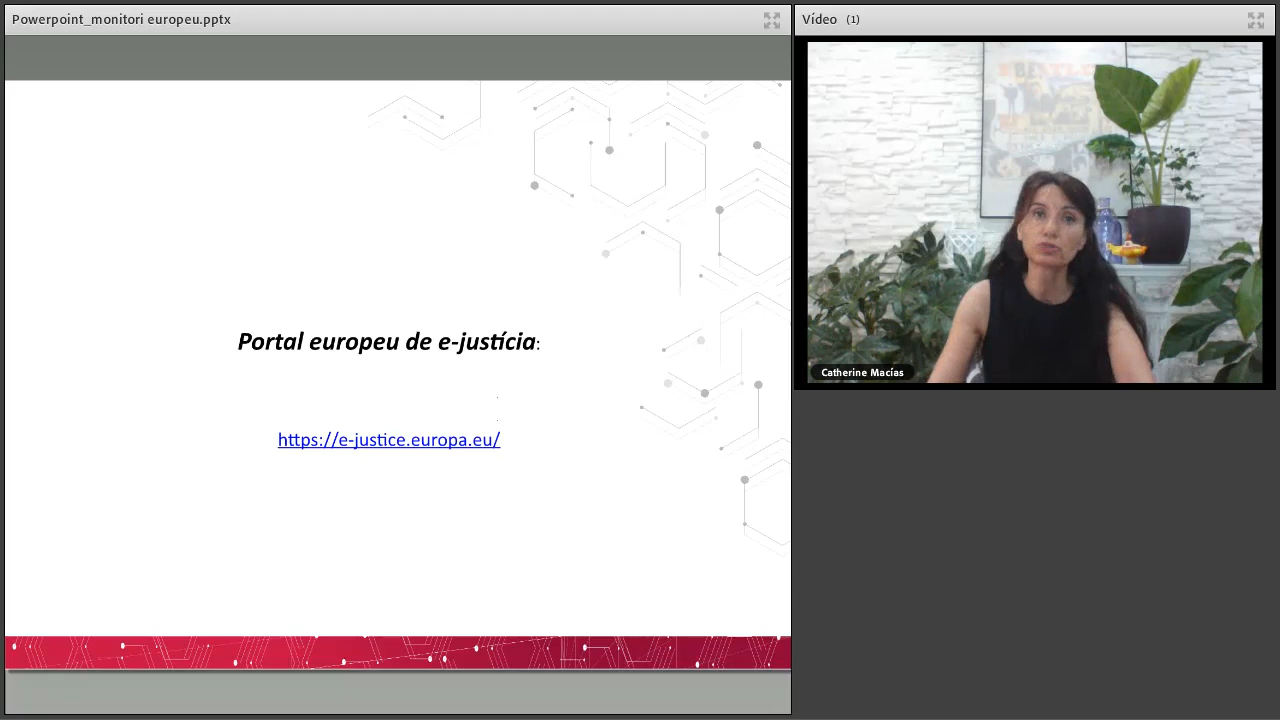 Powerpoint_monitori europeu.pptx
Vídeo (1)
Portal europeu de e-justícia:
https://e-justice.europa.eu/
Catherine Macías